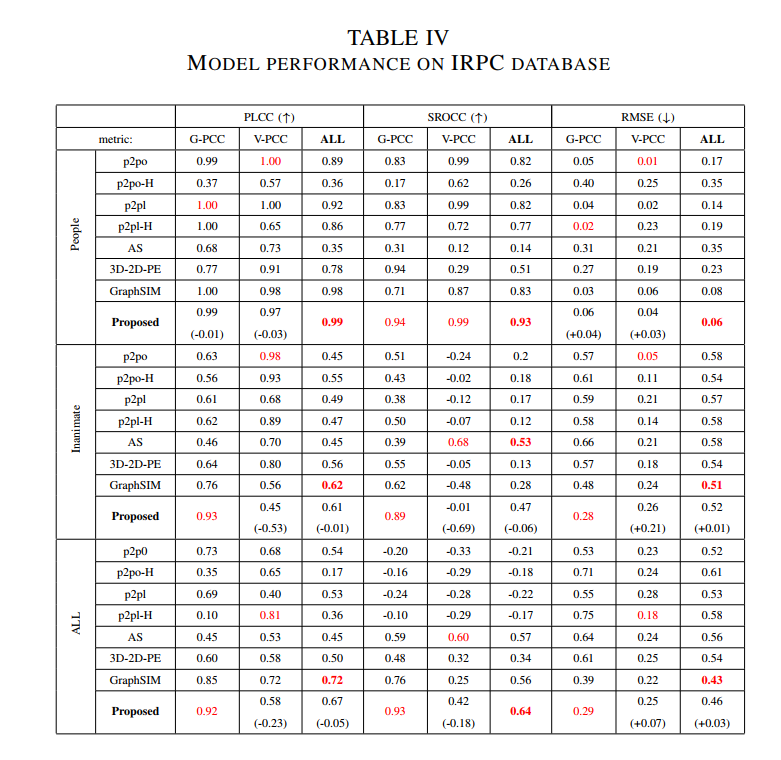 TABLE IV
MODEL PERFORMANCE ON IRPC DATABASE
PLCC (↑) SROCC (↑) RMSE (↓)
metric: G-PCC V-PCC ALL G-PCC V-PCC ALL G-PCC V-PCC ALL
People
p2po 0.99 1.00 0.89 0.83 0.99 0.82 0.05 0.01 0.17
p2po-H 0.37 0.57 0.36 0.17 0.62 0.26 0.40 0.25 0.35
p2pl 1.00 1.00 0.92 0.83 0.99 0.82 0.04 0.02 0.14
p2pl-H 1.00 0.65 0.86 0.77 0.72 0.77 0.02 0.23 0.19
AS 0.68 0.73 0.35 0.31 0.12 0.14 0.31 0.21 0.35
3D-2D-PE 0.77 0.91 0.78 0.94 0.29 0.51 0.27 0.19 0.23
GraphSIM 1.00 0.98 0.98 0.71 0.87 0.83 0.03 0.06 0.08
Proposed 0.99 0.97 0.99 0.94 0.99 0.93 0.06 0.04 0.06
(-0.01) (-0.03) (+0.04) (+0.03)
Inanimate
p2po 0.63 0.98 0.45 0.51 -0.24 0.2 0.57 0.05 0.58
p2po-H 0.56 0.93 0.55 0.43 -0.02 0.18 0.61 0.11 0.54
p2pl 0.61 0.68 0.49 0.38 -0.12 0.17 0.59 0.21 0.57
p2pl-H 0.62 0.89 0.47 0.50 -0.07 0.12 0.58 0.14 0.58
AS 0.46 0.70 0.45 0.39 0.68 0.53 0.66 0.21 0.58
3D-2D-PE 0.64 0.80 0.56 0.55 -0.05 0.13 0.57 0.18 0.54
GraphSIM 0.76 0.56 0.62 0.62 -0.48 0.28 0.48 0.24 0.51
Proposed 0.93 0.45 0.61 0.89 -0.01 0.47 0.28 0.26 0.52
(-0.53) (-0.01) (-0.69) (-0.06) (+0.21) (+0.01)
ALL
p2p0 0.73 0.68 0.54 -0.20 -0.33 -0.21 0.53 0.23 0.52
p2po-H 0.35 0.65 0.17 -0.16 -0.29 -0.18 0.71 0.24 0.61
p2pl 0.69 0.40 0.53 -0.24 -0.28 -0.22 0.55 0.28 0.53
p2pl-H 0.10 0.81 0.36 -0.10 -0.29 -0.17 0.75 0.18 0.58
AS 0.45 0.53 0.45 0.59 0.60 0.57 0.64 0.24 0.56
3D-2D-PE 0.60 0.58 0.50 0.48 0.32 0.34 0.61 0.25 0.54
GraphSIM 0.85 0.72 0.72 0.76 0.25 0.56 0.39 0.22 0.43
Proposed 0.92 0.58 0.67 0.93 0.42 0.64 0.29 0.25 0.46
(-0.23) (-0.05) (-0.18) (+0.07) (+0.03)